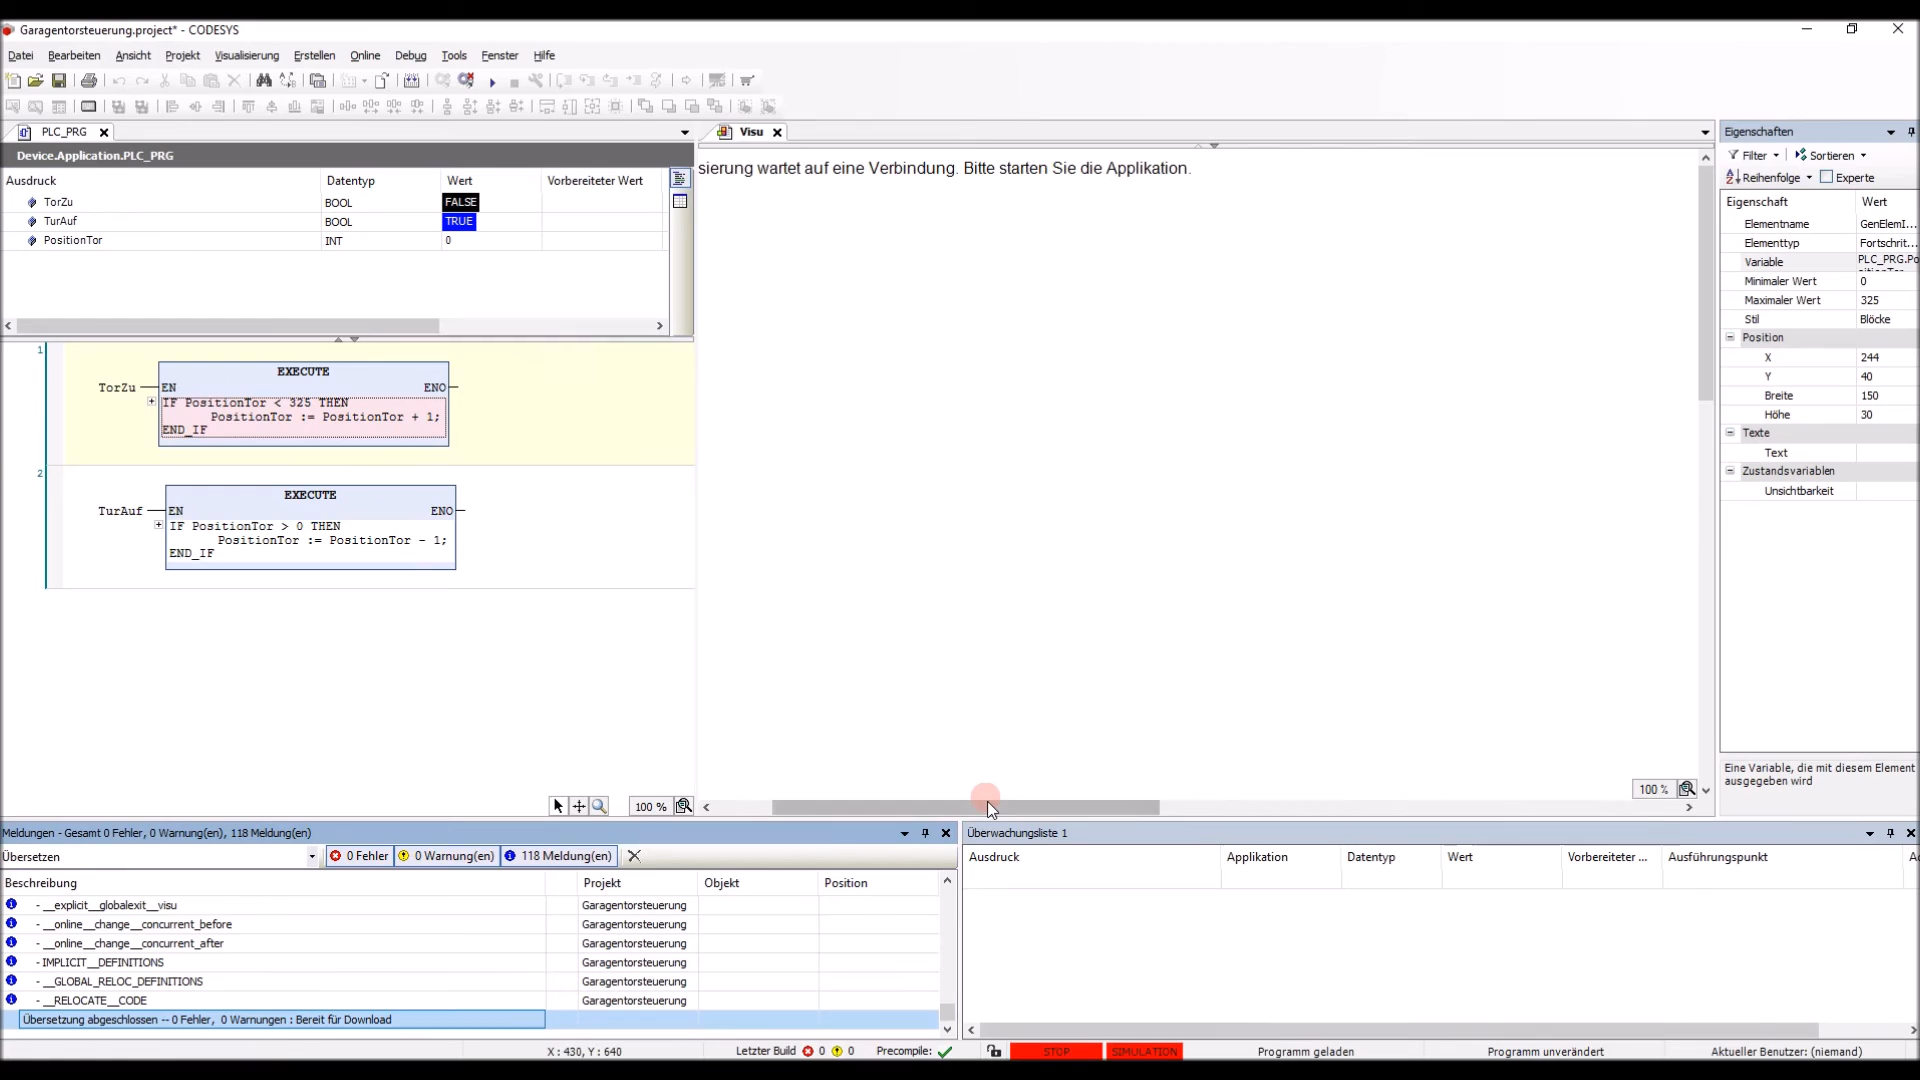 Garagentorsteuerung.project* - CODESYS
Datei Bearbeiten Ansicht Projekt Visualisierung Erstellen Online Debug Tools Fenster Hilfe
PLC_PRG
Device.Application.PLC_PRG
Ausdruck Datentyp Wert Vorbereiteter Wert
TorZu BOOL FALSE
TurAuf BOOL TRUE
PositionTor INT 0
1
EXECUTE
TorZu EN ENO
IF PositionTor < 325 THEN
PositionTor := PositionTor + 1;
END_IF
2
EXECUTE
TurAuf EN ENO
IF PositionTor > 0 THEN
PositionTor := PositionTor - 1;
END_IF
100 %
Visu
sierung wartet auf eine Verbindung. Bitte starten Sie die Applikation.
100 %
Eigenschaften
Filter Sortieren
Reihenfolge Experte
Eigenschaft Wert
Elementname GenElemI...
Elementtyp Fortschrit...
Variable PLC_PRG.Po
Minimaler Wert 0
Maximaler Wert 325
Stil Blöcke
Position
X 244
Y 40
Breite 150
Höhe 30
Texte
Text
Zustandsvariablen
Unsichtbarkeit
Eine Variable, die mit diesem Element
ausgegeben wird
Meldungen - Gesamt 0 Fehler, 0 Warnung(en), 118 Meldung(en)
Übersetzen 0 Fehler 0 Warnung(en) 118 Meldung(en)
Beschreibung Projekt Objekt Position
- __explicit__globalexit__visu Garagentorsteuerung
- __online__change__concurrent_before Garagentorsteuerung
- __online__change__concurrent_after Garagentorsteuerung
- IMPLICIT__DEFINITIONS Garagentorsteuerung
- __GLOBAL_RELOC_DEFINITIONS Garagentorsteuerung
- __RELOCATE__CODE Garagentorsteuerung
Übersetzung abgeschlossen -- 0 Fehler, 0 Warnungen : Bereit für Download
Überwachungsliste 1
Ausdruck Applikation Datentyp Wert Vorbereiteter ... Ausführungspunkt
X : 430, Y : 640 Letzter Build 0 0 Precompile: STOP SIMULATION Programm geladen Programm unverändert Aktueller Benutzer: (niemand)